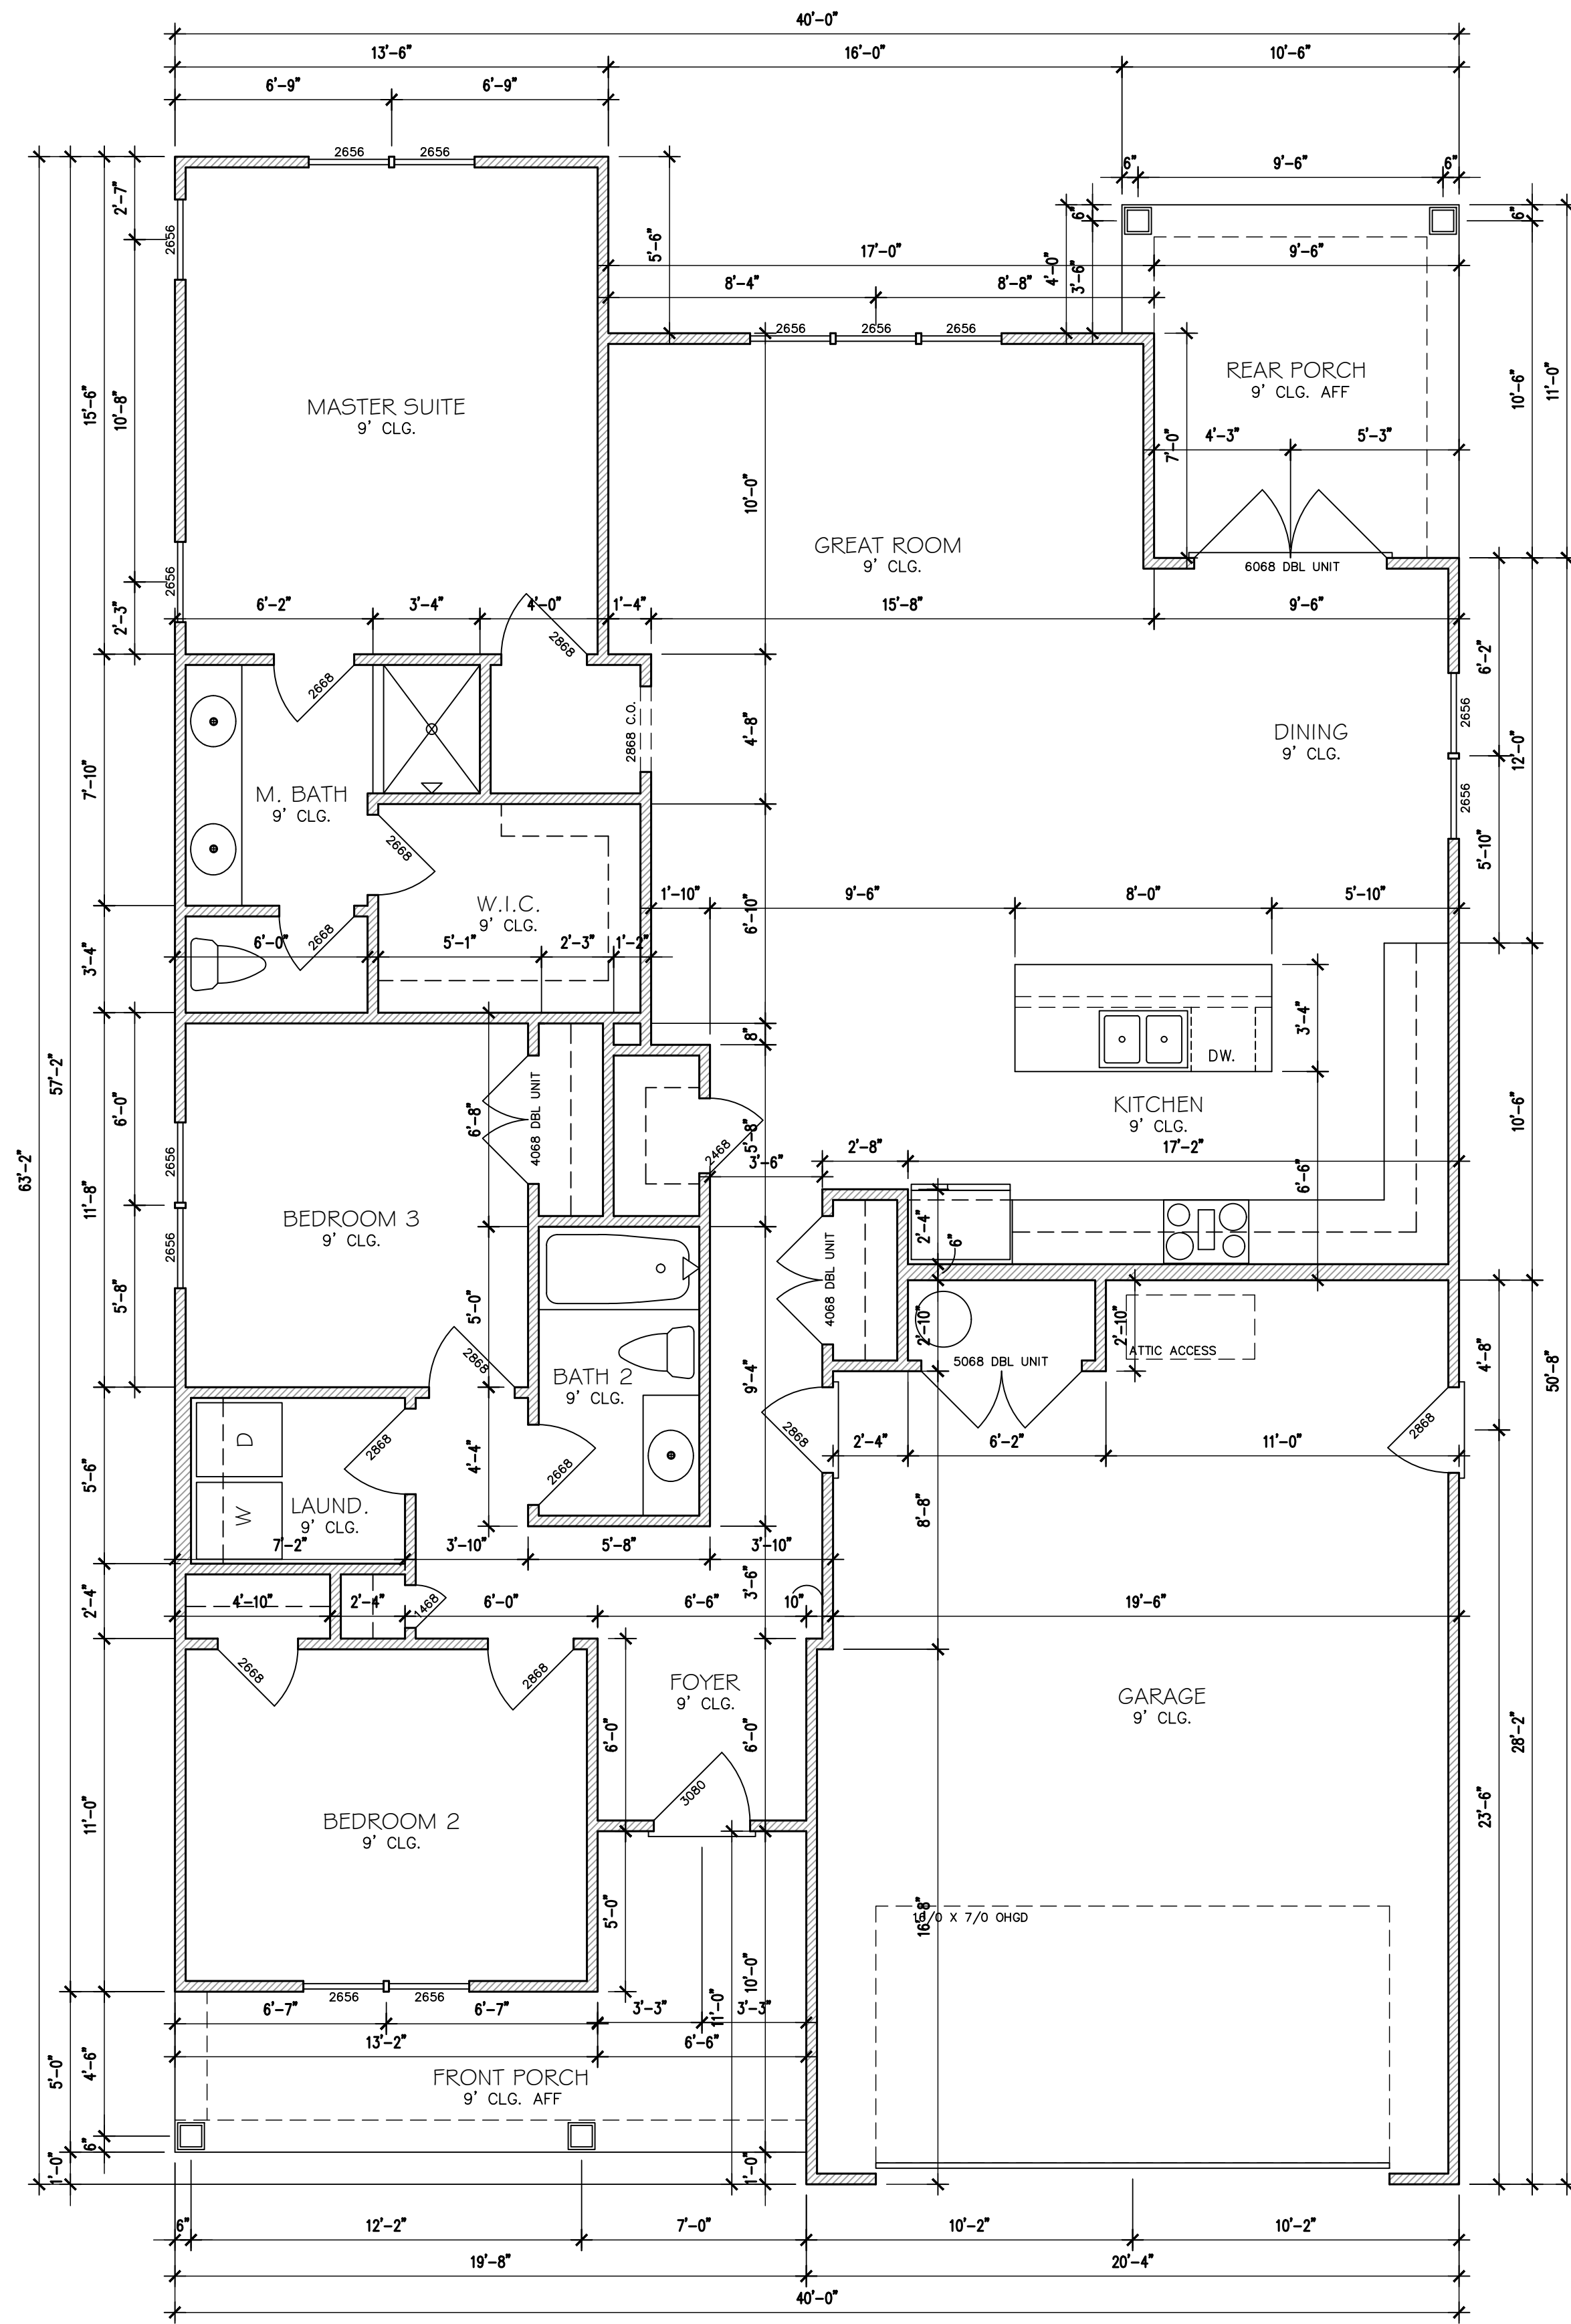 40'-0"
13'-6" 16'-0" 10'-6"
6'-9" 6'-9"
2656 2656
6" 9'-6" 6"
2'-7"
2656
5'-6"
17'-0" 9'-6"
4'-0"
6"
3'-6"
6"
8'-4" 8'-8"
2656 2656 2656
REAR PORCH
9' CLG. AFF
10'-6"
11'-0"
15'-6"
10'-8"
MASTER SUITE
9' CLG.
4'-3" 5'-3"
7'-0"
10'-0"
GREAT ROOM
9' CLG.
6068 DBL UNIT
2656
2'-3"
6'-2" 3'-4" 4'-0" 1'-4" 15'-8" 9'-6"
2868
2668
6'-2"
2656
2868 C.O.
4'-8"
DINING
9' CLG.
12'-0"
7'-10"
M. BATH
9' CLG.
2656
5'-10"
2668
W.I.C.
9' CLG.
1'-10" 9'-6" 8'-0" 5'-10"
6'-10"
3'-4"
6'-0" 2668 5'-1" 2'-3" 1'-2"
8"
3'-4"
DW.
57'-2"
63'-2"
6'-0"
KITCHEN
9' CLG.
10'-6"
6'-8"
4068 DBL UNIT
2468
5'-8"
3'-6"
2'-8" 17'-2"
2656
11'-8"
6'-6"
BEDROOM 3
9' CLG.
2656
2'-4"
6"
5'-8"
5'-0"
4068 DBL UNIT
2'-10"
2'-10"
5068 DBL UNIT
ATTIC ACCESS
4'-8"
50'-8"
2868
BATH 2
9' CLG.
9'-4"
2868
2868
D
2868
4'-4"
2668
2'-4" 6'-2" 11'-0"
5'-6"
W
LAUND.
9' CLG.
8'-8"
7'-2" 3'-10" 5'-8" 3'-10"
2'-4"
4'-10" 2'-4" 1468 6'-0" 6'-6" 10" 19'-6"
3'-6"
2668
2868
FOYER
9' CLG.
GARAGE
9' CLG.
28'-2"
6'-0"
6'-0"
3080
11'-0"
BEDROOM 2
9' CLG.
23'-6"
5'-0"
16'-8"
16/0 X 7/0 OHGD
10'-0"
11'-0"
2656 2656
6'-7" 6'-7" 3'-3" 3'-3"
13'-2" 6'-6"
5'-0"
4'-6"
FRONT PORCH
9' CLG. AFF
6"
1'-0"
1'-0"
6" 12'-2" 7'-0" 10'-2" 10'-2"
19'-8" 20'-4"
40'-0"